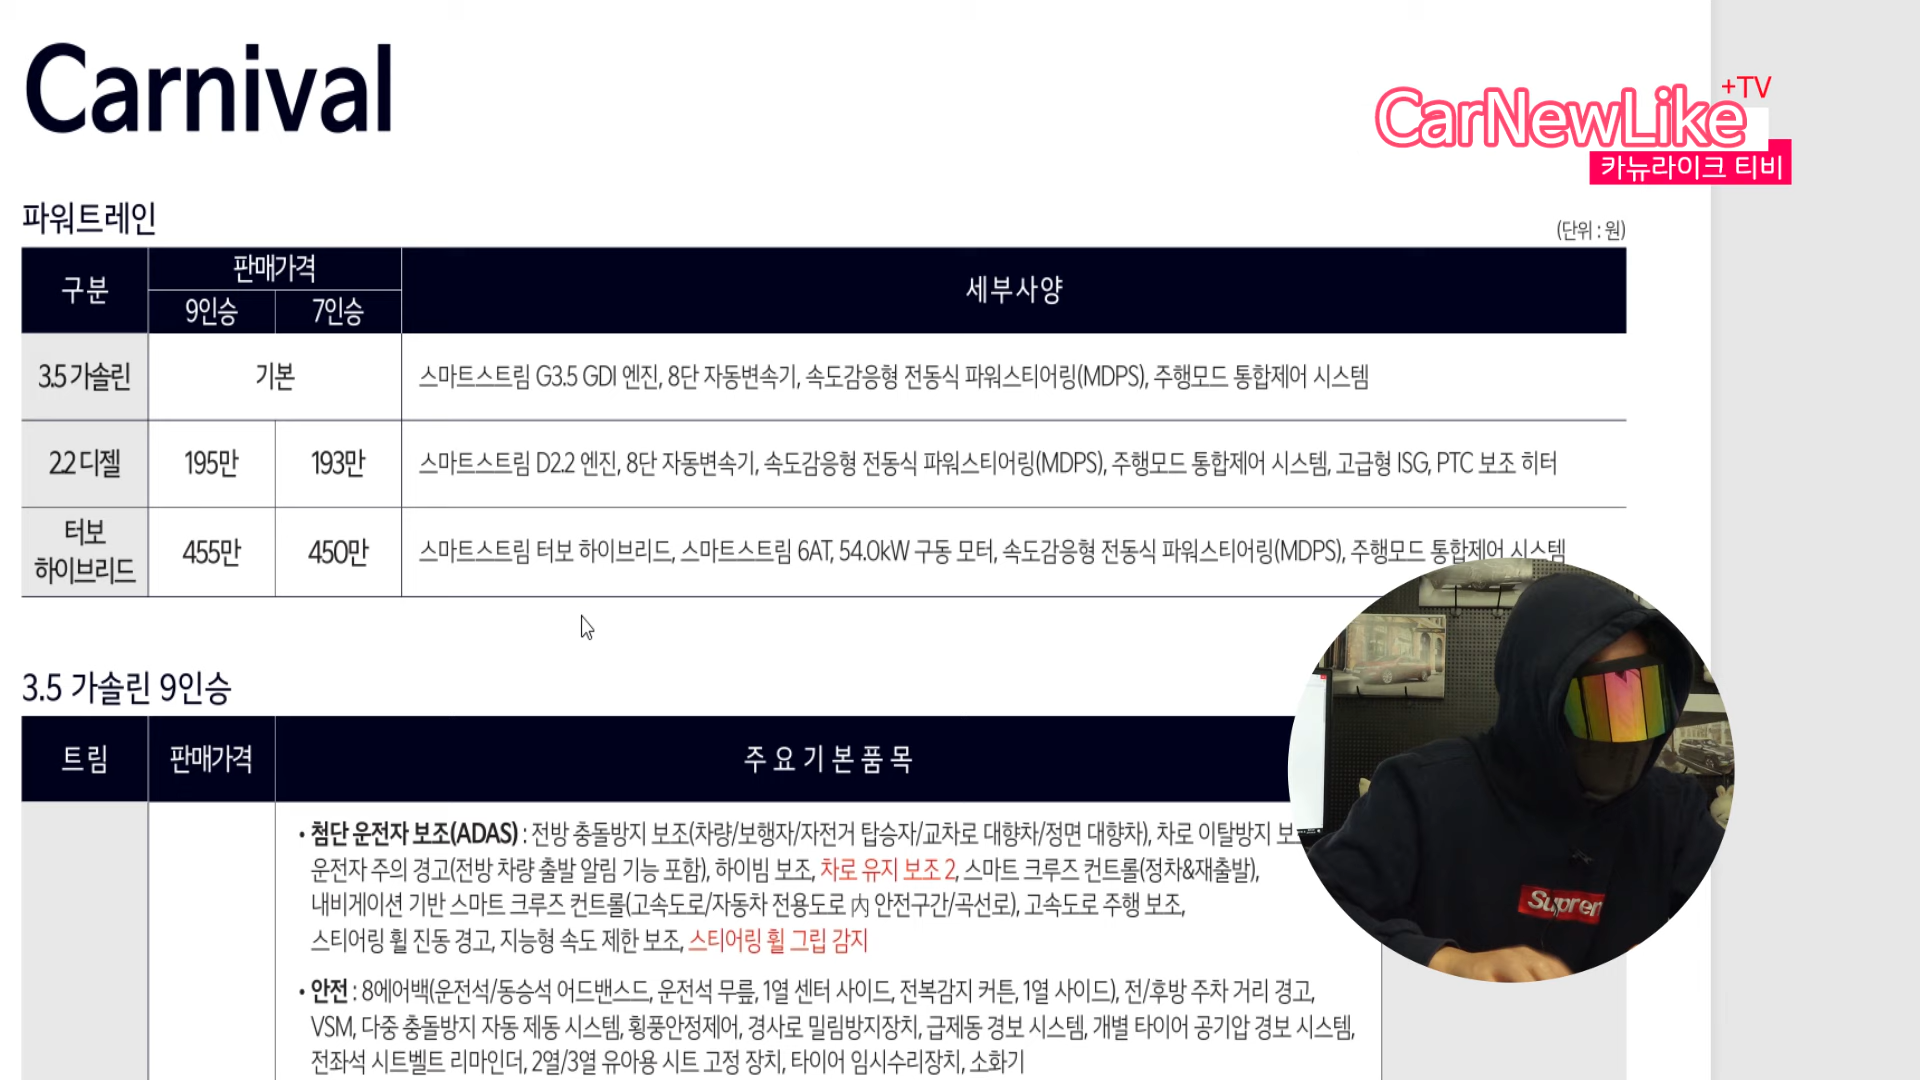 Carnival
CarNewLike +TV
카뉴라이크 티비
파워트레인
(단위 : 원)
구분
판매가격
세부사양
9인승
7인승
3.5 가솔린
기본
스마트스트림 G3.5 GDI 엔진, 8단 자동변속기, 속도감응형 전동식 파워스티어링(MDPS), 주행모드 통합제어 시스템
2.2 디젤
195만
193만
스마트스트림 D2.2 엔진, 8단 자동변속기, 속도감응형 전동식 파워스티어링(MDPS), 주행모드 통합제어 시스템, 고급형 ISG, PTC 보조 히터
터보
하이브리드
455만
450만
스마트스트림 터보 하이브리드, 스마트스트림 6AT, 54.0kW 구동 모터, 속도감응형 전동식 파워스티어링(MDPS), 주행모드 통합제어 시스템
3.5 가솔린 9인승
트림
판매가격
주요기본품목
• 첨단 운전자 보조(ADAS) : 전방 충돌방지 보조(차량/보행자/자전거 탑승자/교차로 대향차/정면 대향차), 차로 이탈방지 보
운전자 주의 경고(전방 차량 출발 알림 기능 포함), 하이빔 보조, 차로 유지 보조 2, 스마트 크루즈 컨트롤(정차&재출발),
내비게이션 기반 스마트 크루즈 컨트롤(고속도로/자동차 전용도로 內 안전구간/곡선로), 고속도로 주행 보조,
스티어링 휠 진동 경고, 지능형 속도 제한 보조, 스티어링 휠 그립 감지
• 안전 : 8에어백(운전석/동승석 어드밴스드, 운전석 무릎, 1열 센터 사이드, 전복감지 커튼, 1열 사이드), 전/후방 주차 거리 경고,
VSM, 다중 충돌방지 자동 제동 시스템, 횡풍안정제어, 경사로 밀림방지장치, 급제동 경보 시스템, 개별 타이어 공기압 경보 시스템,
전좌석 시트벨트 리마인더, 2열/3열 유아용 시트 고정 장치, 타이어 임시수리장치, 소화기
Suprem